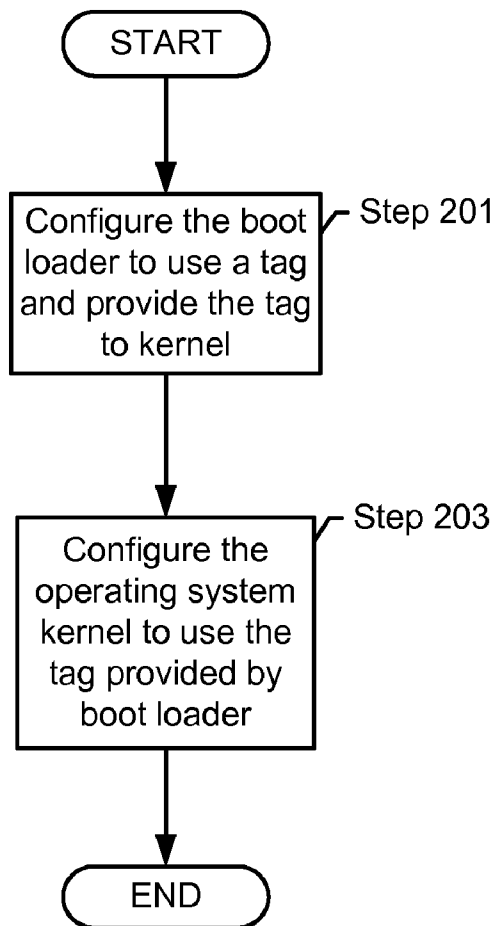 START
Configure the boot
loader to use a tag
and provide the tag
to kernel
Step 201
Configure the
operating system
kernel to use the
tag provided by
boot loader
Step 203
END